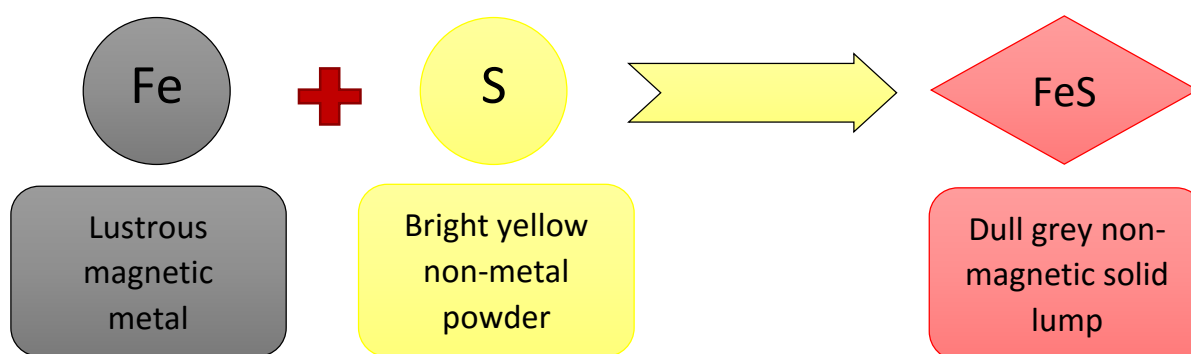 Fe
S
FeS
Lustrous
magnetic
metal
Bright yellow
non-metal
powder
Dull grey non-
magnetic solid
lump